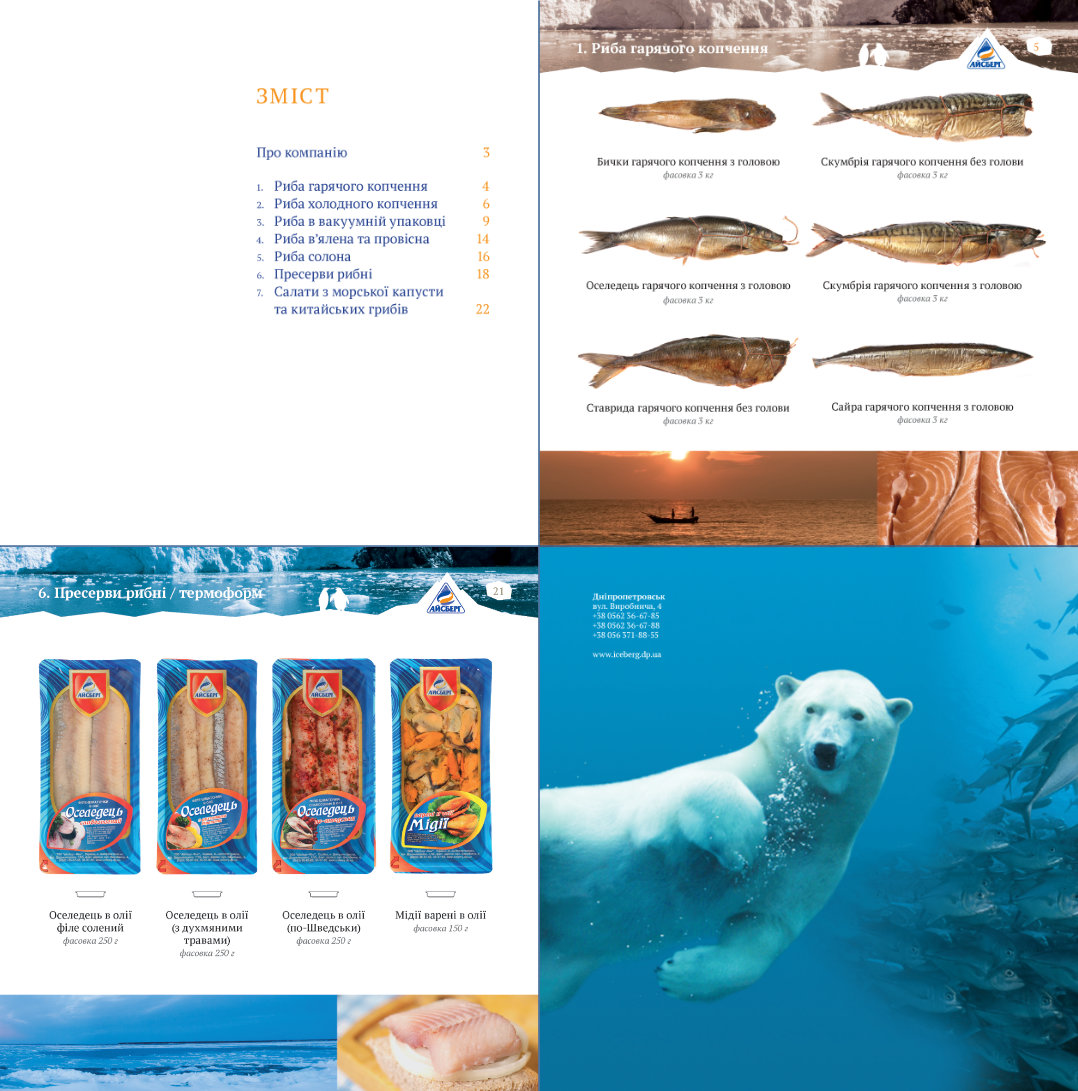 ЗМІСТ
Про компанію 3
1. Риба гарячого копчення 4
2. Риба холодного копчення 6
3. Риба в вакуумній упаковці 9
4. Риба в’ялена та провісна 14
5. Риба солона 16
6. Пресерви рибні 18
7. Салати з морської капусти
та китайських грибів 22
1. Риба гарячого копчення
АЙСБЕРГ
5
Бички гарячого копчення з головою
фасовка 3 кг
Скумбрія гарячого копчення без голови
фасовка 3 кг
Оселедець гарячого копчення з головою
фасовка 3 кг
Скумбрія гарячого копчення з головою
фасовка 3 кг
Ставрида гарячого копчення без голови
фасовка 3 кг
Сайра гарячого копчення з головою
фасовка 3 кг
6. Пресерви рибні / термоформ
АЙСБЕРГ
21
АЙСБЕРГ
Оселедець
АЙСБЕРГ
Оселедець
АЙСБЕРГ
Оселедець
АЙСБЕРГ
Мідії
Оселедець в олії
філе солений
фасовка 250 г
Оселедець в олії
(з духмяними
травами)
фасовка 250 г
Оселедець в олії
(по-Шведськи)
фасовка 250 г
Мідії варені в олії
фасовка 150 г
Дніпропетровськ
вул. Виробнича, 4
+38 0562 36-67-85
+38 0562 36-67-88
+38 056 371-88-55
www.iceberg.dp.ua